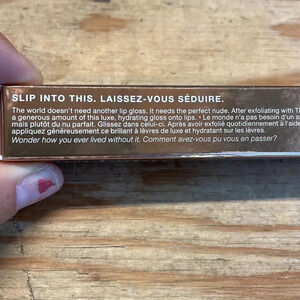 SLIP INTO THIS. LAISSEZ-VOUS SÉDUIRE.
The world doesn't need another lip gloss. It needs the perfect nude. After exfoliating with
a generous amount of this luxe, hydrating gloss onto lips. • Le monde n'a pas besoin d'un
mais plutôt du nu parfait. Glissez dans celui-ci. Après avoir exfolié quotidiennement à l'aide
appliquez généreusement ce brillant à lèvres de luxe et hydratant sur les lèvres.
Wonder how you ever lived without it. Comment avez-vous pu vous en passer?